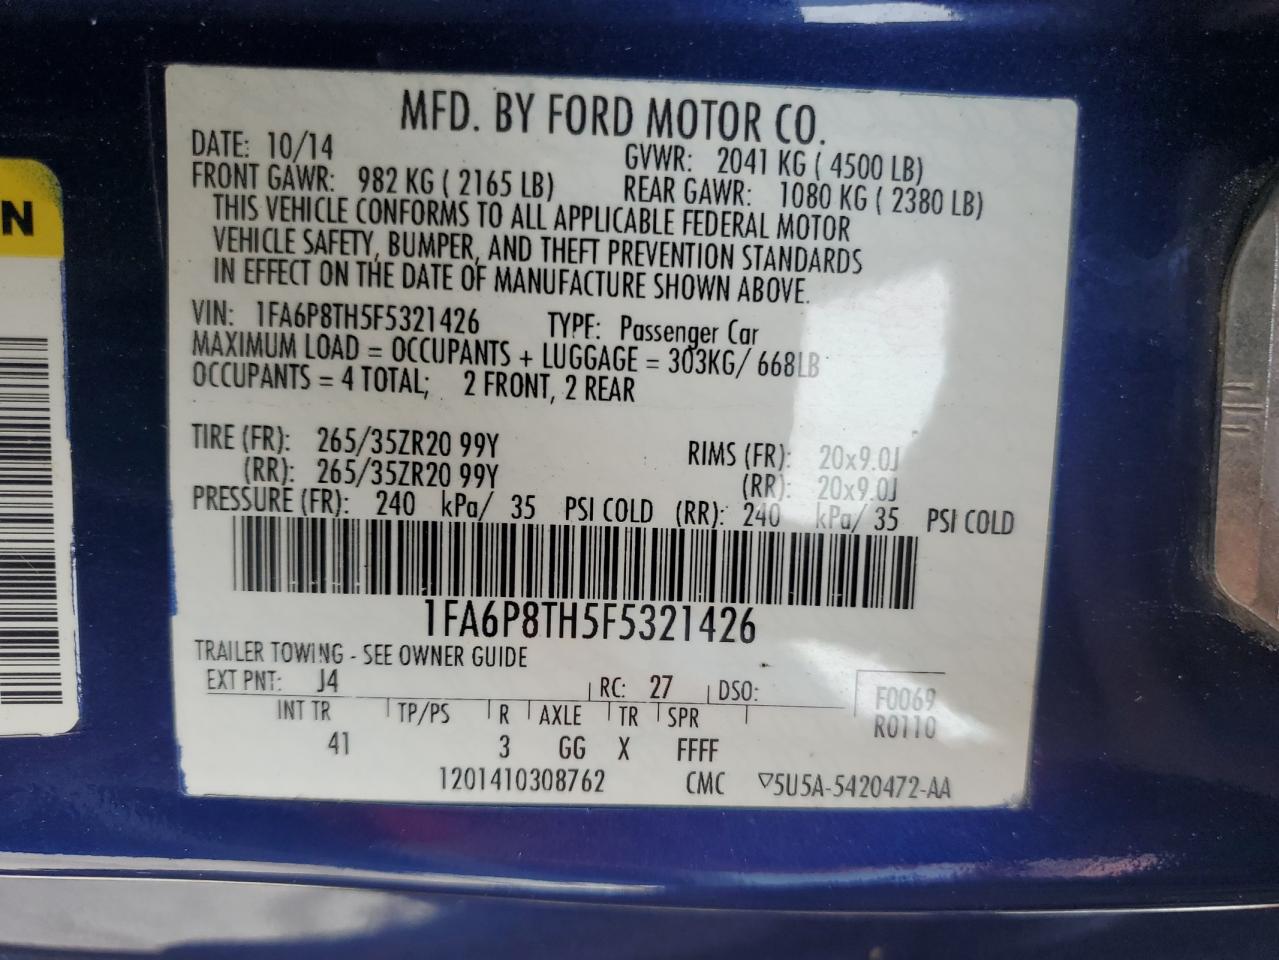 MFD. BY FORD MOTOR CO.
DATE: 10/14 GVWR: 2041 KG ( 4500 LB)
FRONT GAWR: 982 KG ( 2165 LB) REAR GAWR: 1080 KG ( 2380 LB)
THIS VEHICLE CONFORMS TO ALL APPLICABLE FEDERAL MOTOR
VEHICLE SAFETY, BUMPER, AND THEFT PREVENTION STANDARDS
IN EFFECT ON THE DATE OF MANUFACTURE SHOWN ABOVE.
VIN: 1FA6P8TH5F5321426 TYPE: Passenger Car
MAXIMUM LOAD = OCCUPANTS + LUGGAGE = 303KG/ 668LB
OCCUPANTS = 4 TOTAL; 2 FRONT, 2 REAR
TIRE (FR): 265/35ZR20 99Y RIMS (FR): 20x9.0J
(RR): 265/35ZR20 99Y (RR): 20x9.0J
PRESSURE (FR): 240 kPa/ 35 PSI COLD (RR): 240 kPa/ 35 PSI COLD
1FA6P8TH5F5321426
TRAILER TOWING - SEE OWNER GUIDE
EXT PNT: J4 RC: 27 DSO: F0069
INT TR TP/PS R AXLE TR SPR R0110
41 3 GG X FFFF
1201410308762 CMC ▽5U5A-5420472-AA
N